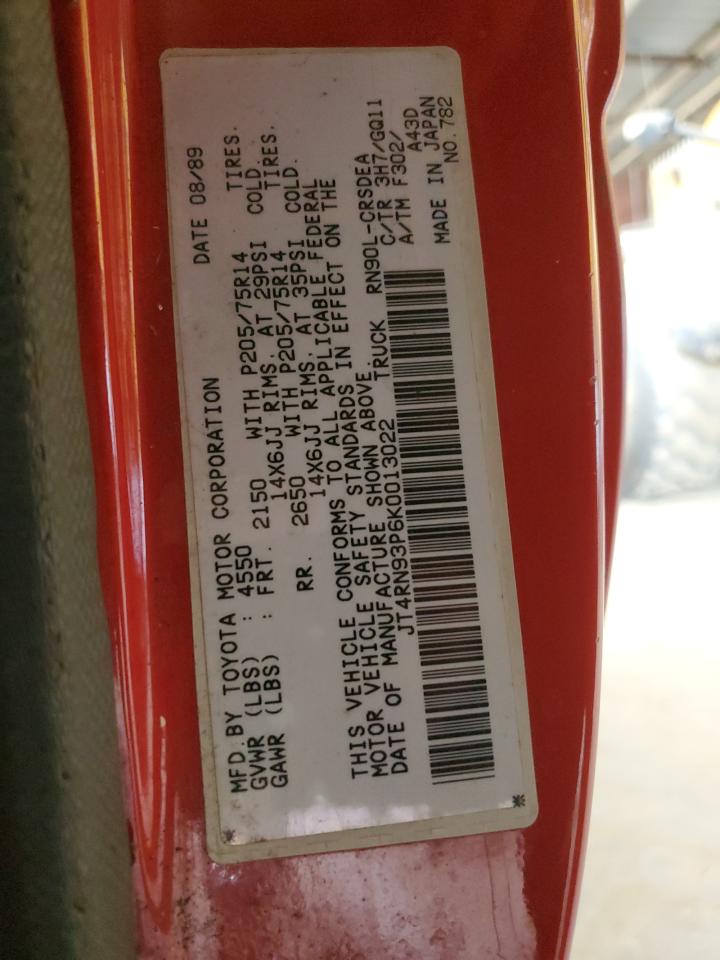 MFD.BY TOYOTA MOTOR CORPORATION DATE 08/89
GVWR (LBS) : 4550
GAWR (LBS) : FRT. 2150 WITH P205/75R14 TIRES.
14X6JJ RIMS. AT 29PSI COLD.
RR. 2650 WITH P205/75R14 TIRES.
14X6JJ RIMS. AT 35PSI COLD.
THIS VEHICLE CONFORMS TO ALL APPLICABLE FEDERAL
MOTOR VEHICLE SAFETY STANDARDS IN EFFECT ON THE
DATE OF MANUFACTURE SHOWN ABOVE.
JT4RN93P6K0013022 TRUCK RN90L-CRSDEA
C/TR 3H7/GQ11
A/TM F302/
A43D
MADE IN JAPAN
NO.782